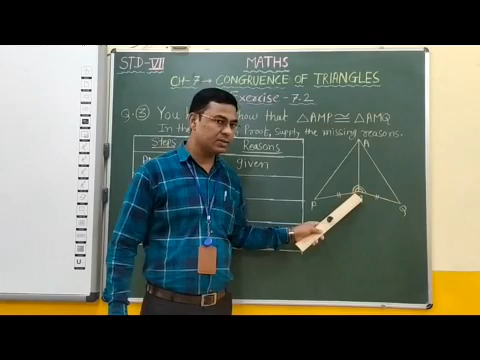 STD-VII MATHS
CH-7 → CONGRUENCE OF TRIANGLES
Exercise - 7.2
Q.③ You how that △AMP ≅ △AMQ
In the Proof, supply the missing reasons.
Steps Reasons
PM given
A
P
Q